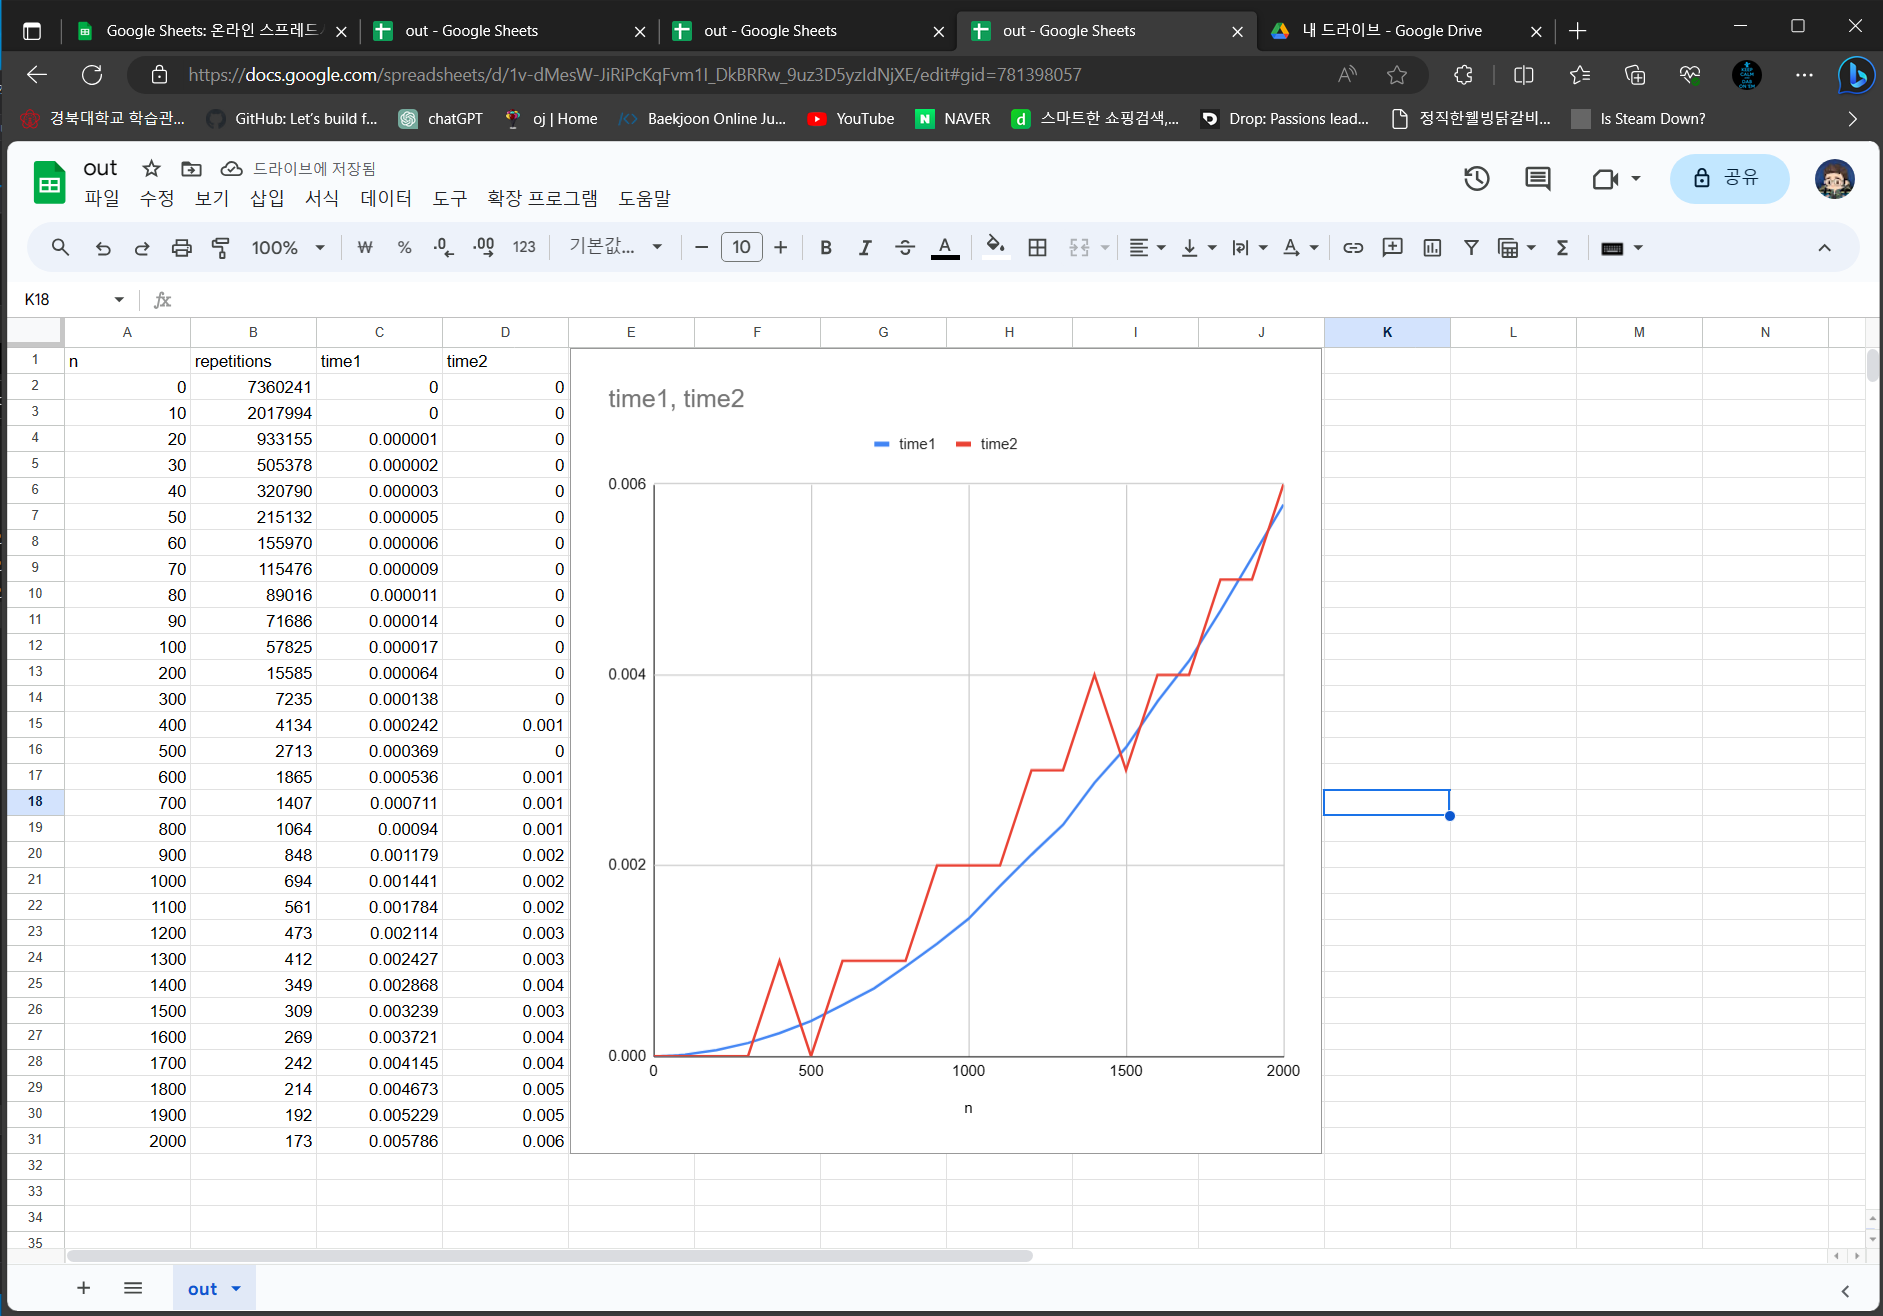 Google Sheets: 온라인 스프레드 out - Google Sheets out - Google Sheets out - Google Sheets 내 드라이브 - Google Drive
https://docs.google.com/spreadsheets/d/1v-dMesW-JiRiPcKqFvm1I_DkBRRw_9uz3D5yzIdNjXE/edit#gid=781398057
경북대학교 학습관... GitHub: Let's build f... chatGPT oj | Home Baekjoon Online Ju... YouTube NAVER 스마트한 쇼핑검색,... Drop: Passions lead... 정직한웰빙닭갈비... Is Steam Down?
out 드라이브에 저장됨
파일 수정 보기 삽입 서식 데이터 도구 확장 프로그램 도움말
공유
100% ₩ % .0 .00 123 기본값... 10 B I S A
K18 fx
A B C D E F G H I J K L M N
1 n repetitions time1 time2
2 0 7360241 0 0
3 10 2017994 0 0
4 20 933155 0.000001 0
5 30 505378 0.000002 0
6 40 320790 0.000003 0
7 50 215132 0.000005 0
8 60 155970 0.000006 0
9 70 115476 0.000009 0
10 80 89016 0.000011 0
11 90 71686 0.000014 0
12 100 57825 0.000017 0
13 200 15585 0.000064 0
14 300 7235 0.000138 0
15 400 4134 0.000242 0.001
16 500 2713 0.000369 0
17 600 1865 0.000536 0.001
18 700 1407 0.000711 0.001
19 800 1064 0.00094 0.001
20 900 848 0.001179 0.002
21 1000 694 0.001441 0.002
22 1100 561 0.001784 0.002
23 1200 473 0.002114 0.003
24 1300 412 0.002427 0.003
25 1400 349 0.002868 0.004
26 1500 309 0.003239 0.003
27 1600 269 0.003721 0.004
28 1700 242 0.004145 0.004
29 1800 214 0.004673 0.005
30 1900 192 0.005229 0.005
31 2000 173 0.005786 0.006
32
33
34
35
time1, time2
time1 time2
0.006
0.004
0.002
0.000
0 500 1000 1500 2000
n
out